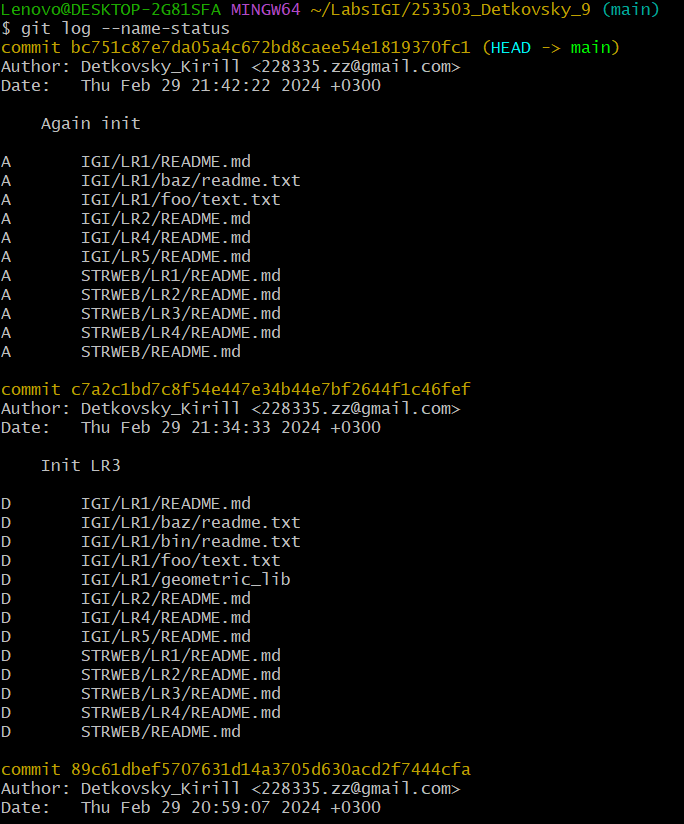 Lenovo@DESKTOP-2G81SFA MINGW64 ~/LabsIGI/253503_Detkovsky_9 (main)
$ git log --name-status
commit bc751c87e7da05a4c672bd8caee54e1819370fc1 (HEAD -> main)
Author: Detkovsky_Kirill <228335.zz@gmail.com>
Date:   Thu Feb 29 21:42:22 2024 +0300

    Again init

A       IGI/LR1/README.md
A       IGI/LR1/baz/readme.txt
A       IGI/LR1/foo/text.txt
A       IGI/LR2/README.md
A       IGI/LR4/README.md
A       IGI/LR5/README.md
A       STRWEB/LR1/README.md
A       STRWEB/LR2/README.md
A       STRWEB/LR3/README.md
A       STRWEB/LR4/README.md
A       STRWEB/README.md

commit c7a2c1bd7c8f54e447e34b44e7bf2644f1c46fef
Author: Detkovsky_Kirill <228335.zz@gmail.com>
Date:   Thu Feb 29 21:34:33 2024 +0300

    Init LR3

D       IGI/LR1/README.md
D       IGI/LR1/baz/readme.txt
D       IGI/LR1/bin/readme.txt
D       IGI/LR1/foo/text.txt
D       IGI/LR1/geometric_lib
D       IGI/LR2/README.md
D       IGI/LR4/README.md
D       IGI/LR5/README.md
D       STRWEB/LR1/README.md
D       STRWEB/LR2/README.md
D       STRWEB/LR3/README.md
D       STRWEB/LR4/README.md
D       STRWEB/README.md

commit 89c61dbef5707631d14a3705d630acd2f7444cfa
Author: Detkovsky_Kirill <228335.zz@gmail.com>
Date:   Thu Feb 29 20:59:07 2024 +0300